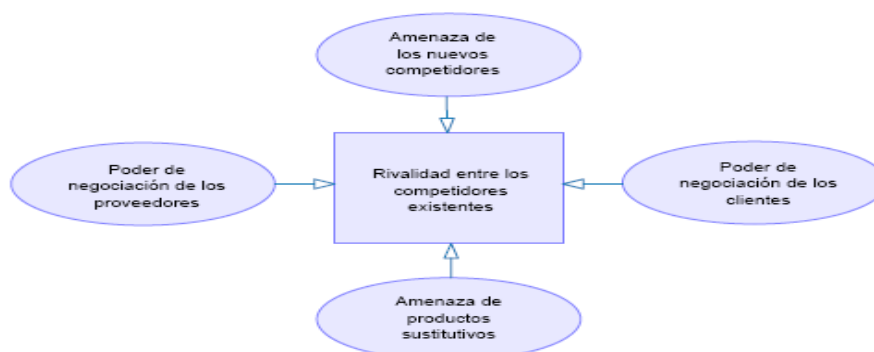 Amenaza de
los nuevos
competidores
Poder de
negociación de los
proveedores
Rivalidad entre los
competidores
existentes
Poder de
negociación de los
clientes
Amenaza de
productos
sustitutivos